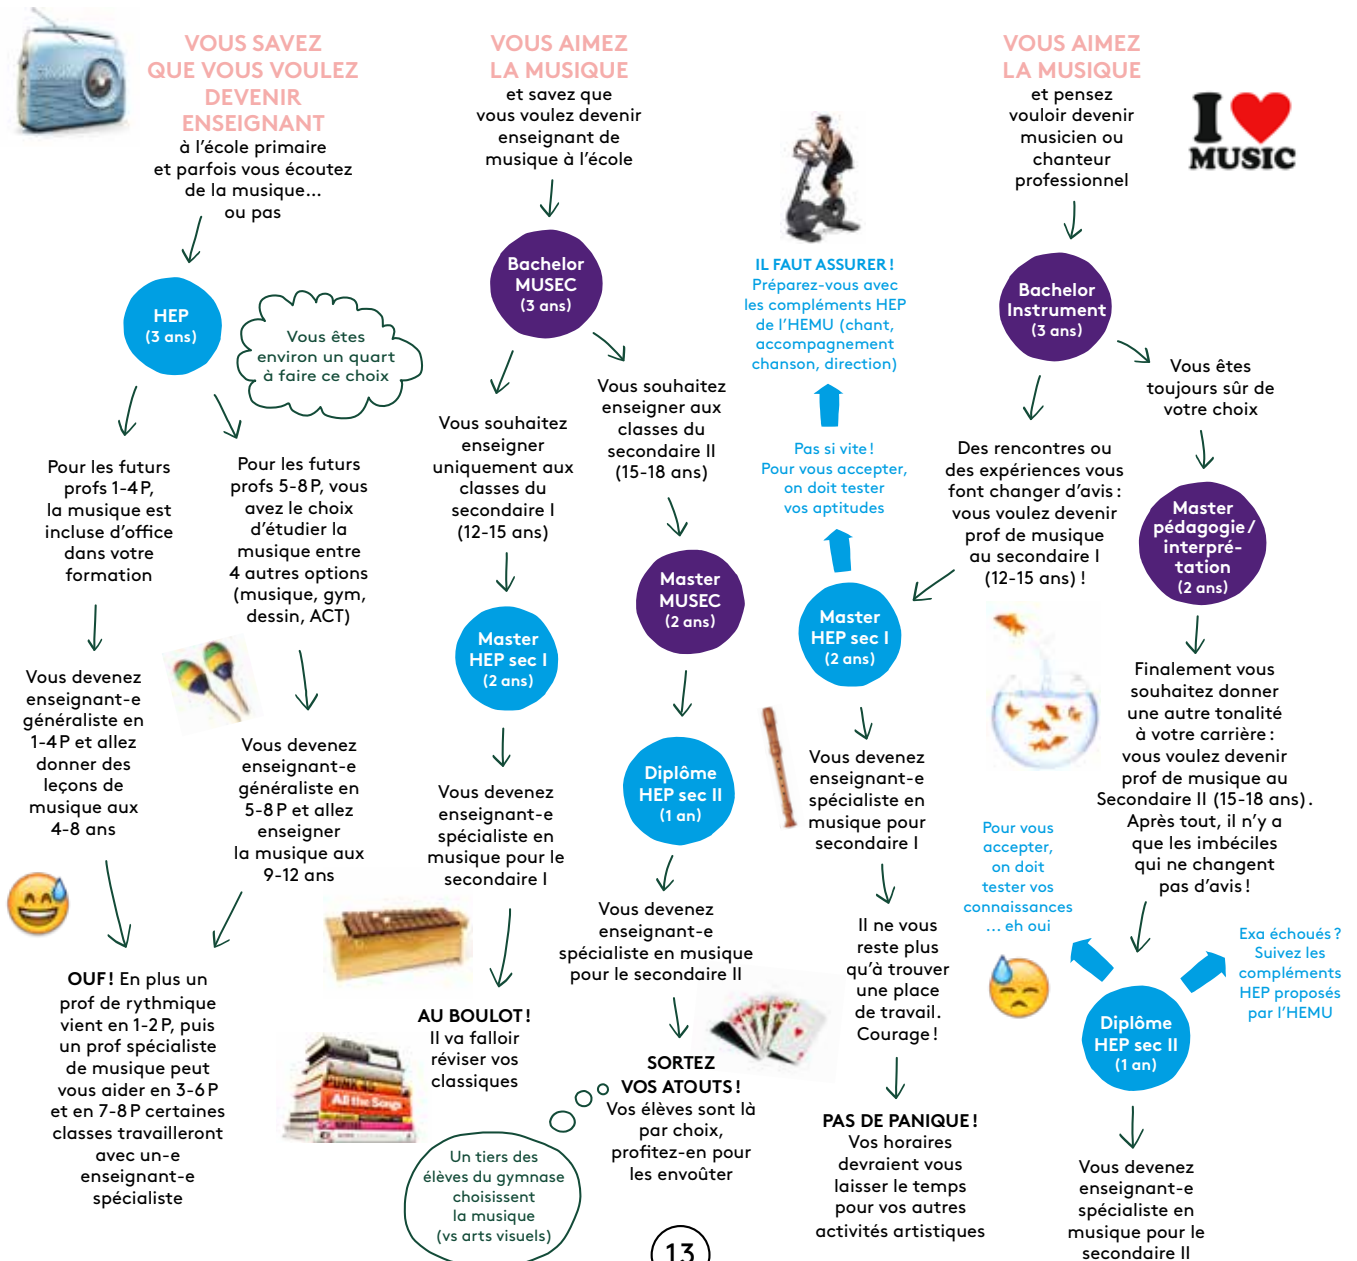 VOUS SAVEZ
QUE VOUS VOULEZ
DEVENIR
ENSEIGNANT
à l'école primaire
et parfois vous écoutez
de la musique...
ou pas
HEP
(3 ans)
Vous êtes
environ un quart
à faire ce choix
Pour les futurs
profs 1-4P,
la musique est
incluse d'office
dans votre
formation
Pour les futurs
profs 5-8P, vous
avez le choix
d'étudier la
musique entre
4 autres options
(musique, gym,
dessin, ACT)
Vous devenez
enseignant-e
généraliste en
1-4P et allez
donner des
leçons de
musique aux
4-8 ans
Vous devenez
enseignant-e
généraliste en
5-8P et allez
enseigner
la musique aux
9-12 ans
OUF! En plus un
prof de rythmique
vient en 1-2P, puis
un prof spécialiste
de musique peut
vous aider en 3-6P
et en 7-8P certaines
classes travailleront
avec un-e
enseignant-e
spécialiste
VOUS AIMEZ
LA MUSIQUE
et savez que
vous voulez devenir
enseignant de
musique à l'école
Bachelor
MUSEC
(3 ans)
Vous souhaitez
enseigner
uniquement aux
classes du
secondaire I
(12-15 ans)
Master
HEP sec I
(2 ans)
Vous devenez
enseignant-e
spécialiste en
musique pour le
secondaire I
AU BOULOT!
Il va falloir
réviser vos
classiques
PUNK 45
All the Songs
Vous souhaitez
enseigner aux
classes du
secondaire II
(15-18 ans)
Master
MUSEC
(2 ans)
Diplôme
HEP sec II
(1 an)
Vous devenez
enseignant-e
spécialiste en musique
pour le secondaire II
SORTEZ
VOS ATOUTS!
Vos élèves sont là
par choix,
profitez-en pour
les envoûter
Un tiers des
élèves du gymnase
choisissent
la musique
(vs arts visuels)
VOUS AIMEZ
LA MUSIQUE
et pensez
vouloir devenir
musicien ou
chanteur
professionnel
I
MUSIC
Bachelor
Instrument
(3 ans)
Des rencontres ou
des expériences vous
font changer d'avis:
vous voulez devenir
prof de musique
au secondaire I
(12-15 ans)!
Master
HEP sec I
(2 ans)
Pas si vite!
Pour vous accepter,
on doit tester
vos aptitudes
IL FAUT ASSURER!
Préparez-vous avec
les compléments HEP
de l'HEMU (chant,
accompagnement
chanson, direction)
Vous devenez
enseignant-e
spécialiste en
musique pour
secondaire I
Il ne vous
reste plus
qu'à trouver
une place
de travail.
Courage!
PAS DE PANIQUE!
Vos horaires
devraient vous
laisser le temps
pour vos autres
activités artistiques
Vous êtes
toujours sûr de
votre choix
Master
pédagogie/
interpré-
tation
(2 ans)
Finalement vous
souhaitez donner
une autre tonalité
à votre carrière:
vous voulez devenir
prof de musique au
Secondaire II (15-18 ans).
Après tout, il n'y a
que les imbéciles
qui ne changent
pas d'avis!
Pour vous
accepter,
on doit
tester vos
connaissances
... eh oui
Exa échoués?
Suivez les
compléments
HEP proposés
par l'HEMU
Diplôme
HEP sec II
(1 an)
Vous devenez
enseignant-e
spécialiste en
musique pour le
secondaire II
13